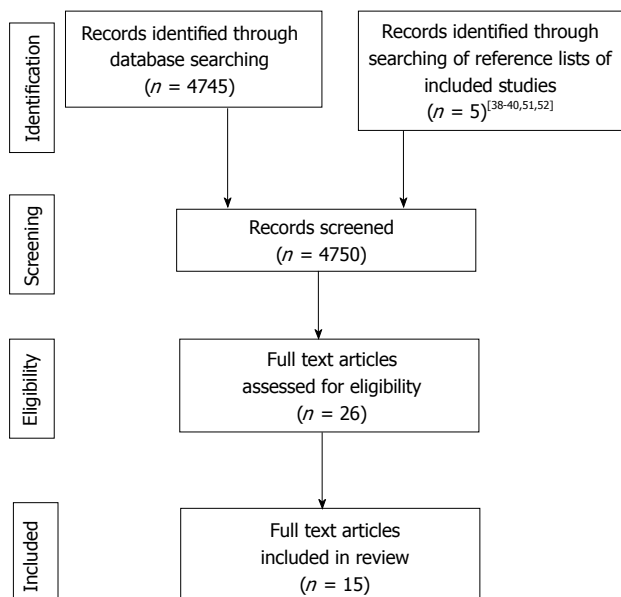 Identification
Records identified through
database searching
(n = 4745)
Records identified through
searching of reference lists of
included studies
(n = 5)[38-40,51,52]
Screening
Records screened
(n = 4750)
Eligibility
Full text articles
assessed for eligibility
(n = 26)
Included
Full text articles
included in review
(n = 15)